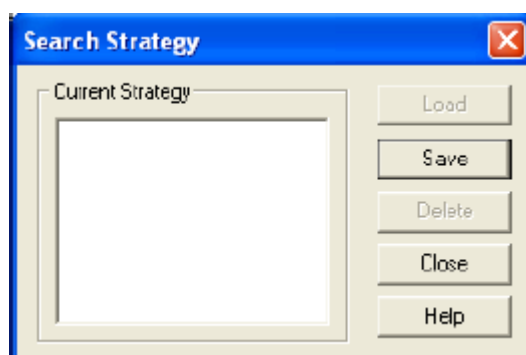 Search Strategy
Current Strategy
Load
Save
Delete
Close
Help